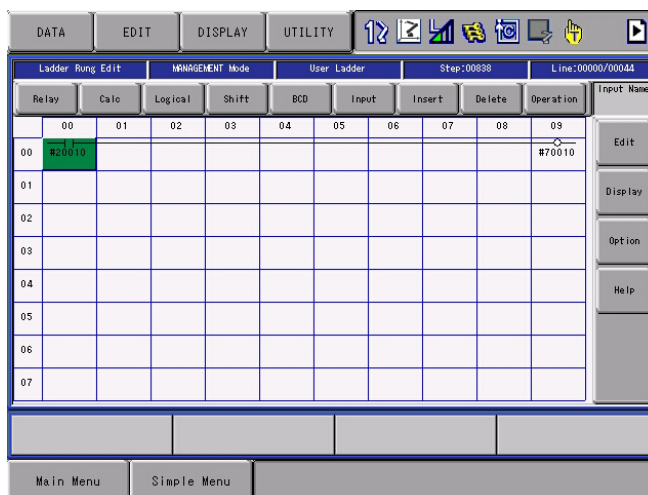 DATA EDIT DISPLAY UTILITY
Ladder Rung Edit MANAGEMENT Mode User Ladder Step:00838 Line:0000/00044
Relay Calc Logical Shift BCD Input Insert Delete Operation Input Name
00 01 02 03 04 05 06 07 08 09
Edit
00 #20010 #70010
01
Display
02
Option
03
04
Help
05
06
07
Main Menu Simple Menu